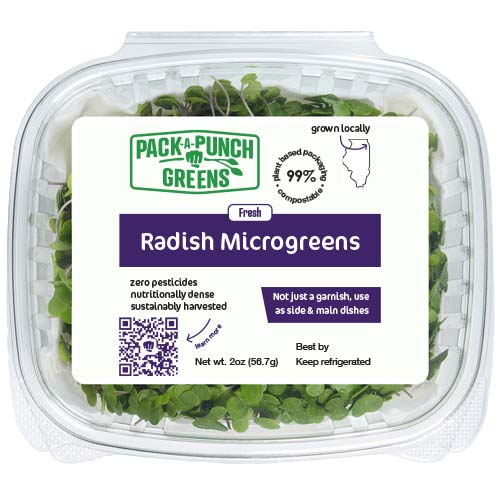 PACK-A-PUNCH
GREENS
grown locally
plant based packaging
99%
compostable
Fresh
Radish Microgreens
zero pesticides
nutritionally dense
sustainably harvested
learn more
Not just a garnish, use
as side & main dishes
Best by
Net wt. 2oz (56.7g) Keep refrigerated